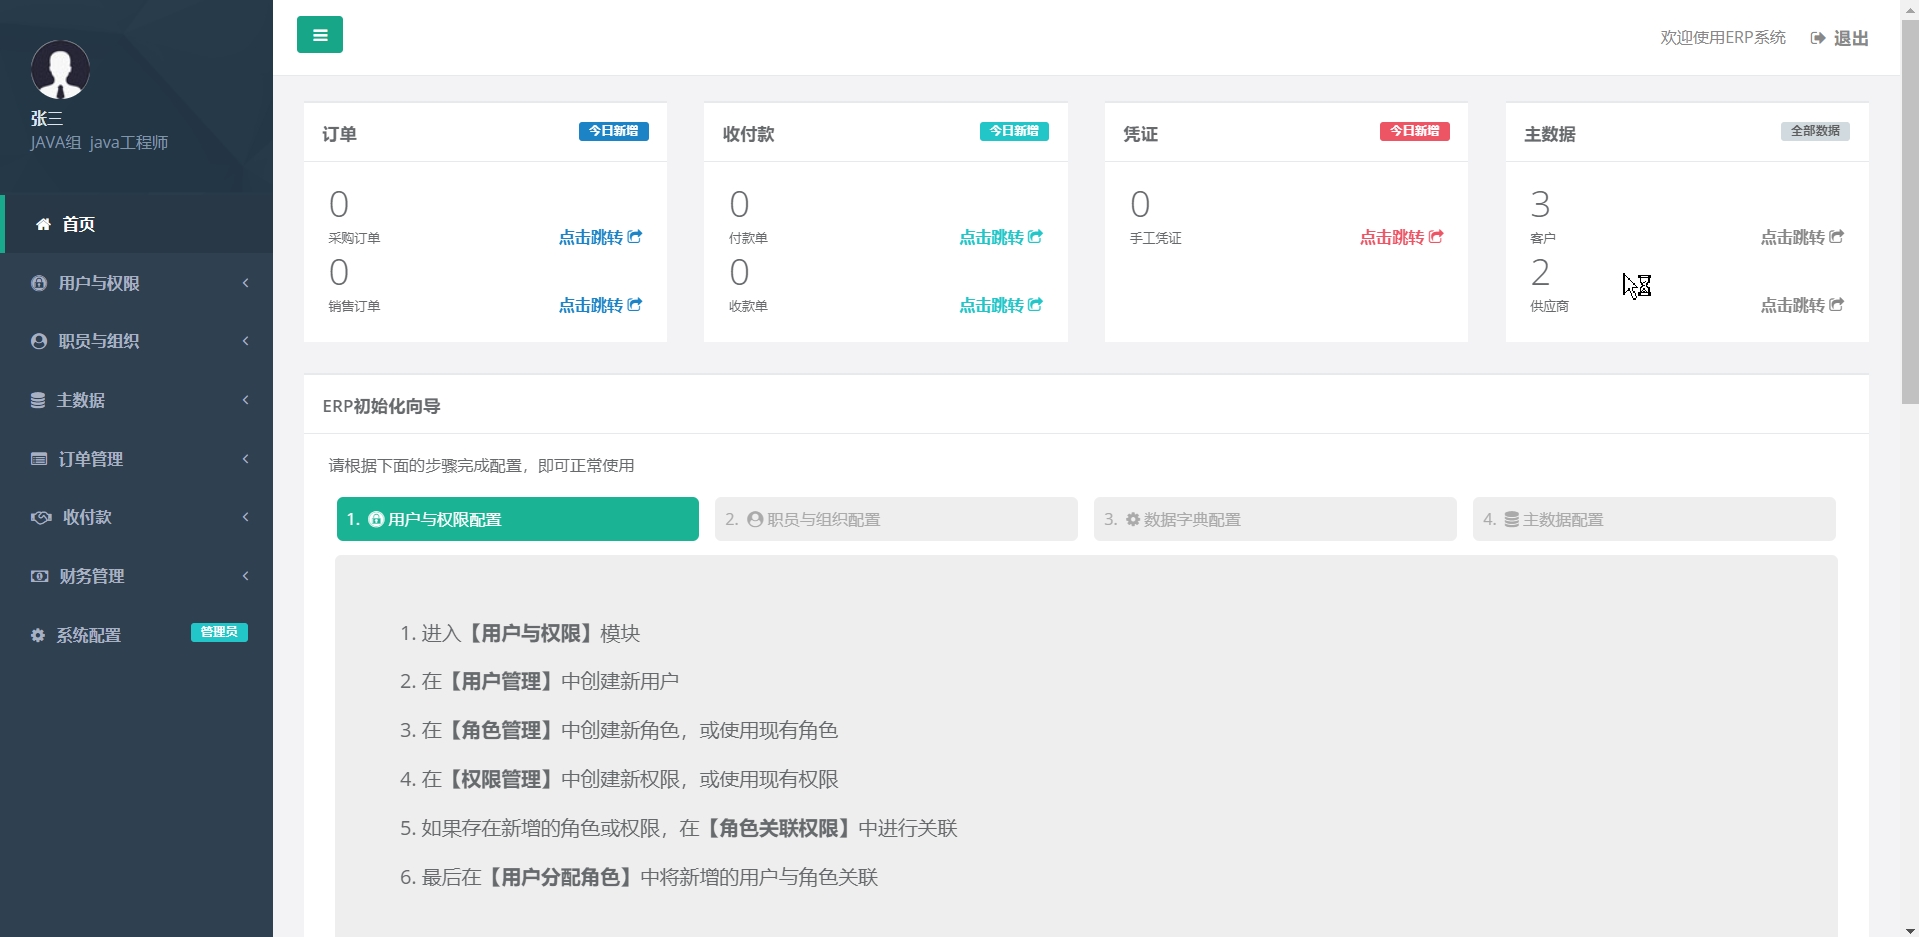 张三
JAVA组 java工程师
首页
用户与权限
职员与组织
主数据
订单管理
收付款
财务管理
系统配置 管理员
欢迎使用ERP系统 退出
订单 今日新增
0
采购订单 点击跳转
0
销售订单 点击跳转
收付款 今日新增
0
付款单 点击跳转
0
收款单 点击跳转
凭证 今日新增
0
手工凭证 点击跳转
主数据 全部数据
3
客户 点击跳转
2
供应商 点击跳转
ERP初始化向导
请根据下面的步骤完成配置，即可正常使用
1. 用户与权限配置 2. 职员与组织配置 3. 数据字典配置 4. 主数据配置
1. 进入【用户与权限】模块
2. 在【用户管理】中创建新用户
3. 在【角色管理】中创建新角色，或使用现有角色
4. 在【权限管理】中创建新权限，或使用现有权限
5. 如果存在新增的角色或权限，在【角色关联权限】中进行关联
6. 最后在【用户分配角色】中将新增的用户与角色关联